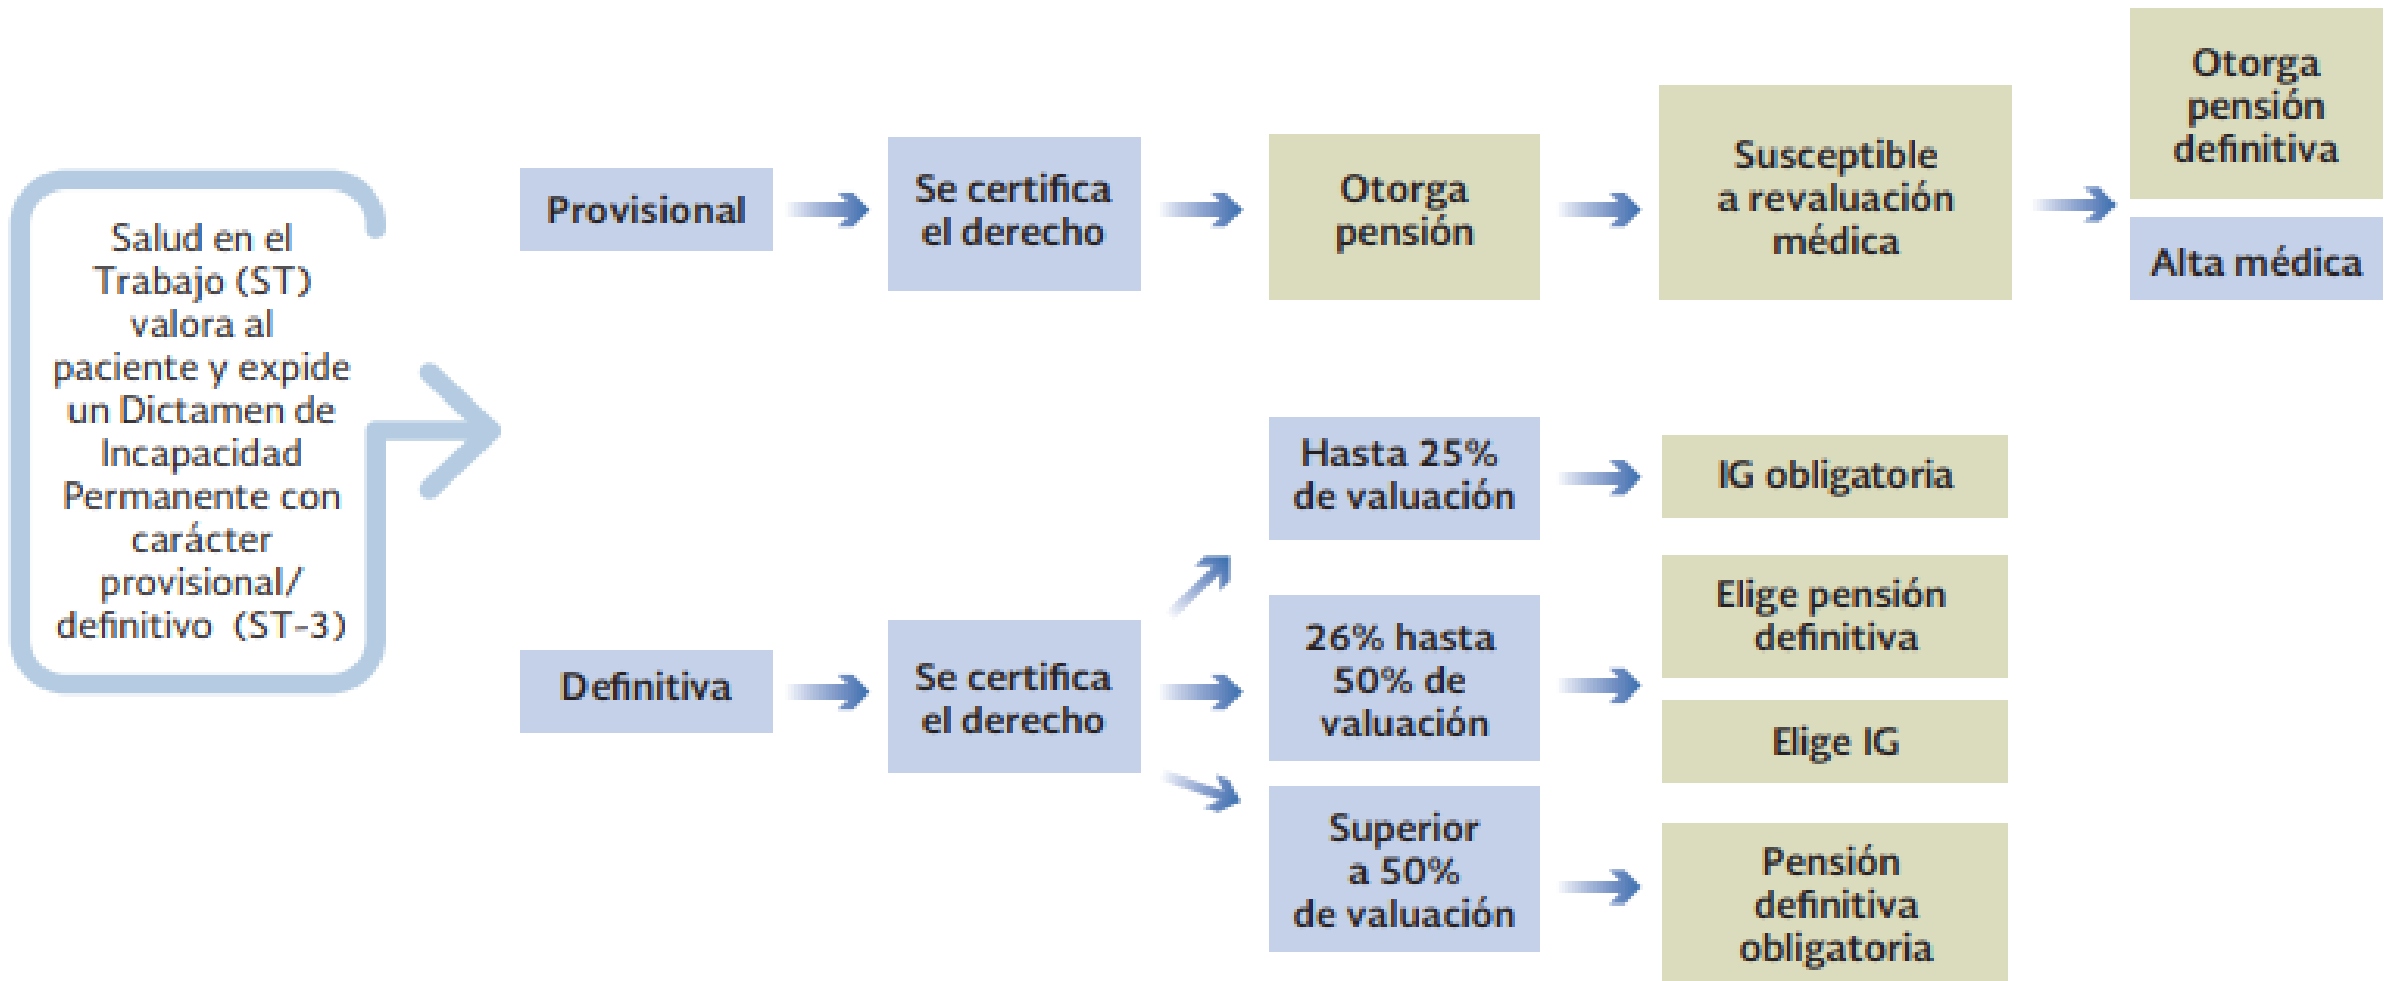 Salud en el
Trabajo (ST)
valora al
paciente y expide
un Dictamen de
Incapacidad
Permanente con
carácter
provisional/
definitivo (ST-3)
Provisional
Se certifica
el derecho
Otorga
pensión
Susceptible
a revaluación
médica
Otorga
pensión
definitiva
Alta médica
Definitiva
Se certifica
el derecho
Hasta 25%
de valuación
IG obligatoria
26% hasta
50% de
valuación
Elige pensión
definitiva
Elige IG
Superior
a 50%
de valuación
Pensión
definitiva
obligatoria